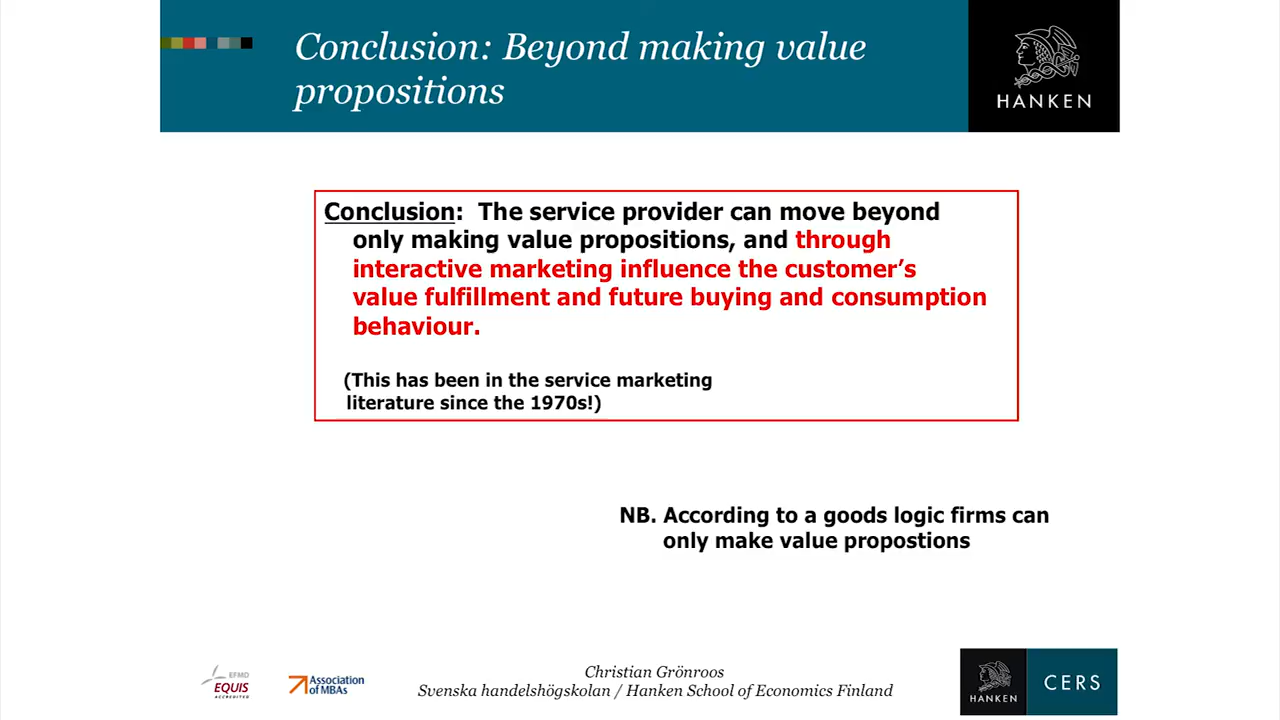 Conclusion: Beyond making value
propositions
HANKEN
Conclusion: The service provider can move beyond
only making value propositions, and through
interactive marketing influence the customer’s
value fulfillment and future buying and consumption
behaviour.
(This has been in the service marketing
literature since the 1970s!)
NB. According to a goods logic firms can
only make value propostions
EFMD
EQUIS
ACCREDITED
Association
of MBAs
Christian Grönroos
Svenska handelshögskolan / Hanken School of Economics Finland
HANKEN
CERS